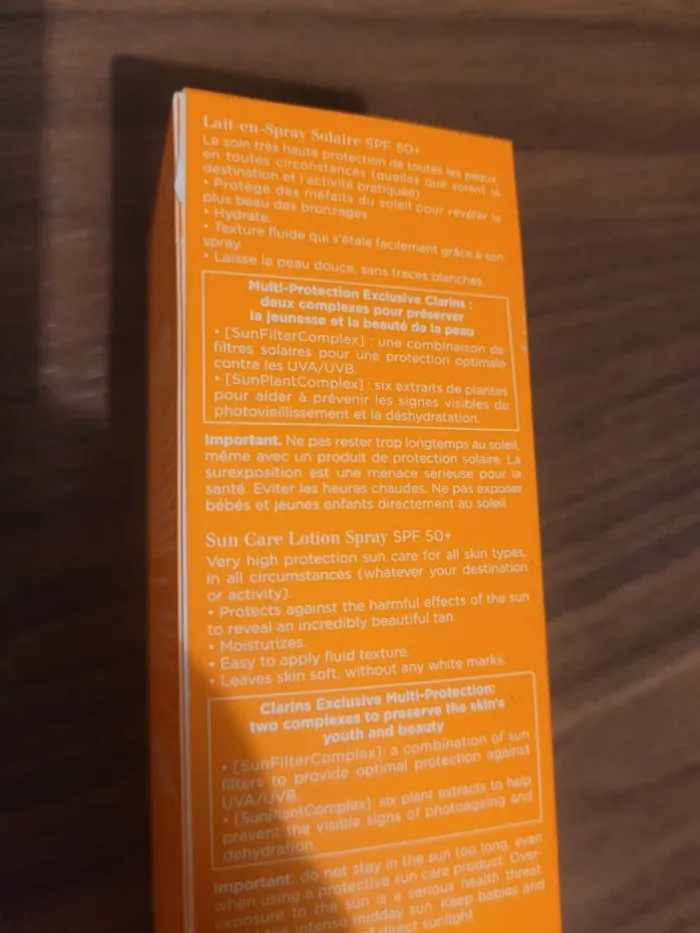 Lait-en-Spray Solaire SPF 50+
Le soin très haute protection de toutes les peaux,
en toutes circonstances (quelles que soient la
destination et l'activité pratiquée)
• Protège des méfaits du soleil pour révéler le
plus beau des bronzages.
• Hydrate.
• Texture fluide qui s'étale facilement grâce à son
spray.
• Laisse la peau douce, sans traces blanches
Multi-Protection Exclusive Clarins :
deux complexes pour préserver
la jeunesse et la beauté de la peau
• [SunFilterComplex] : une combinaison de
filtres solaires pour une protection optimale
contre les UVA/UVB.
• [SunPlantComplex] : six extraits de plantes
pour aider à prévenir les signes visibles du
photovieillissement et la déshydratation.
Important. Ne pas rester trop longtemps au soleil,
même avec un produit de protection solaire. La
surexposition est une menace sérieuse pour la
santé. Eviter les heures chaudes. Ne pas exposer
bébés et jeunes enfants directement au soleil.
Sun Care Lotion Spray SPF 50+
Very high protection sun care for all skin types,
in all circumstances (whatever your destination
or activity).
• Protects against the harmful effects of the sun
to reveal an incredibly beautiful tan.
• Moisturizes.
• Easy to apply fluid texture.
• Leaves skin soft, without any white marks.
Clarins Exclusive Multi-Protection:
two complexes to preserve the skin's
youth and beauty
• [SunFilterComplex]: a combination of sun
filters to provide optimal protection against
UVA/UVB
• [SunPlantComplex]: six plant extracts to help
prevent the visible signs of photoageing and
dehydration.
Important: do not stay in the sun too long, even
when using a protective sun care product. Over-
exposure to the sun is a serious health threat
intense midday sun. Keep babies and
of direct sunlight